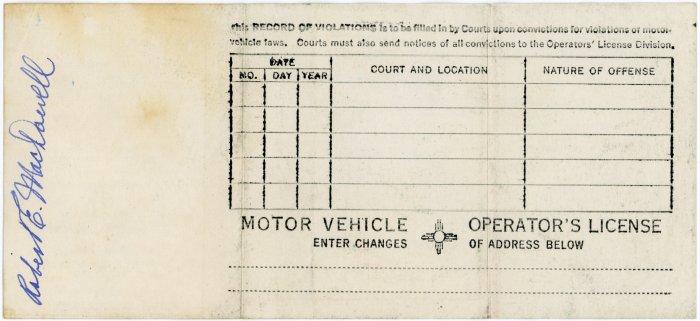 This RECORD OF VIOLATIONS is to be filled in by Courts upon convictions for violations of motor-
vehicle laws. Courts must also send notices of all convictions to the Operators' License Division.
DATE
MO. DAY YEAR COURT AND LOCATION NATURE OF OFFENSE
MOTOR VEHICLE OPERATOR'S LICENSE
ENTER CHANGES OF ADDRESS BELOW
Robert E. MacDowell